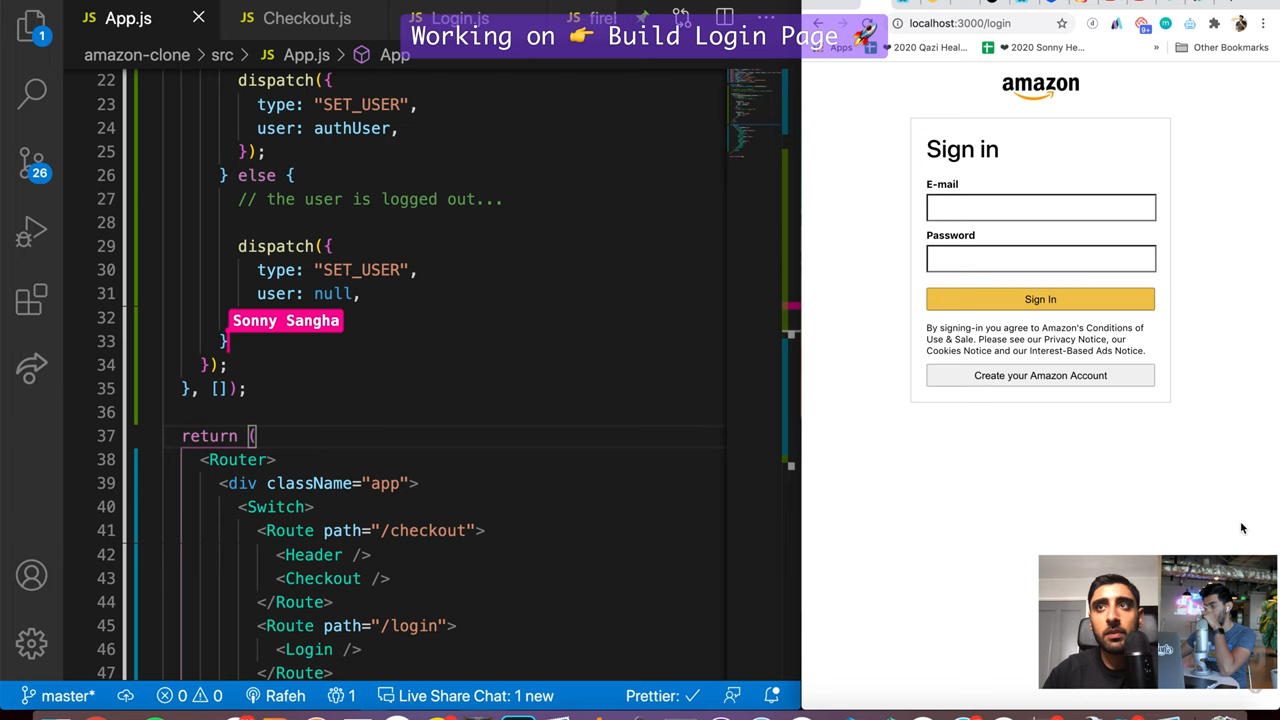 App.js
Checkout.js
Login.js
firel
Working on 👉 Build Login Page 🚀
amazon-clone > src > App.js > App
22 dispatch({
23 type: "SET_USER",
24 user: authUser,
25 });
26 } else {
27 // the user is logged out...
28
29 dispatch({
30 type: "SET_USER",
31 user: null,
32
Sonny Sangha
33 }
34 });
35 }, []);
36
37 return (
38 <Router>
39 <div className="app">
40 <Switch>
41 <Route path="/checkout">
42 <Header />
43 <Checkout />
44 </Route>
45 <Route path="/login">
46 <Login />
47 </Route>
1
26
master*
0
0
Rafeh
1
Live Share Chat: 1 new
Prettier: ✓
localhost:3000/login
9+
Apps
❤ 2020 Qazi Heal...
❤ 2020 Sonny He...
»
Other Bookmarks
amazon
Sign in
E-mail
Password
Sign In
By signing-in you agree to Amazon's Conditions of
Use & Sale. Please see our Privacy Notice, our
Cookies Notice and our Interest-Based Ads Notice.
Create your Amazon Account